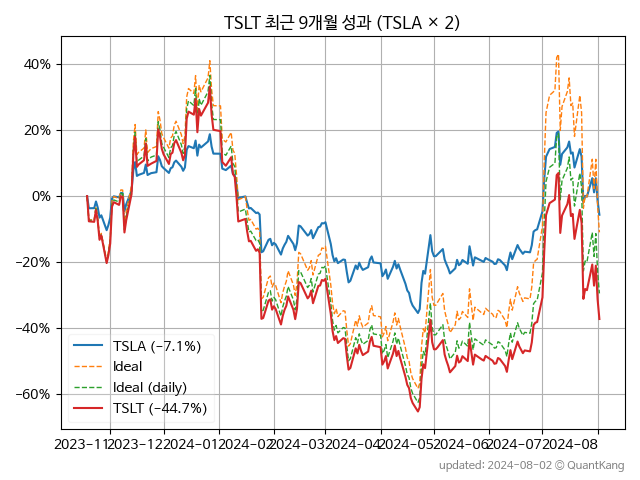 TSLT 최근 9개월 성과 (TSLA × 2)
40%
20%
0%
−20%
−40%
−60%
TSLA (−7.1%)
Ideal
Ideal (daily)
TSLT (−44.7%)
2023-11 2023-12 2024-01 2024-02 2024-03 2024-04 2024-05 2024-06 2024-07 2024-08
updated: 2024-08-02 © QuantKang